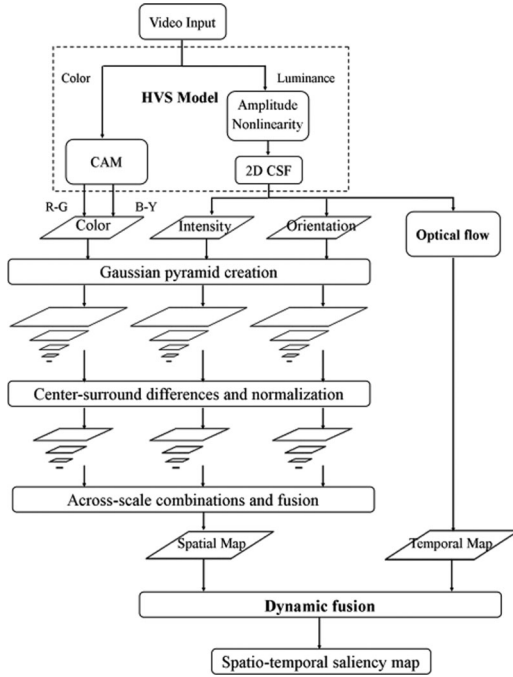 Video Input
Color
Luminance
HVS Model
Amplitude
Nonlinearity
CAM
2D CSF
R-G
B-Y
Color
Intensity
Orientation
Optical flow
Gaussian pyramid creation
Center-surround differences and normalization
Across-scale combinations and fusion
Spatial Map
Temporal Map
Dynamic fusion
Spatio-temporal saliency map